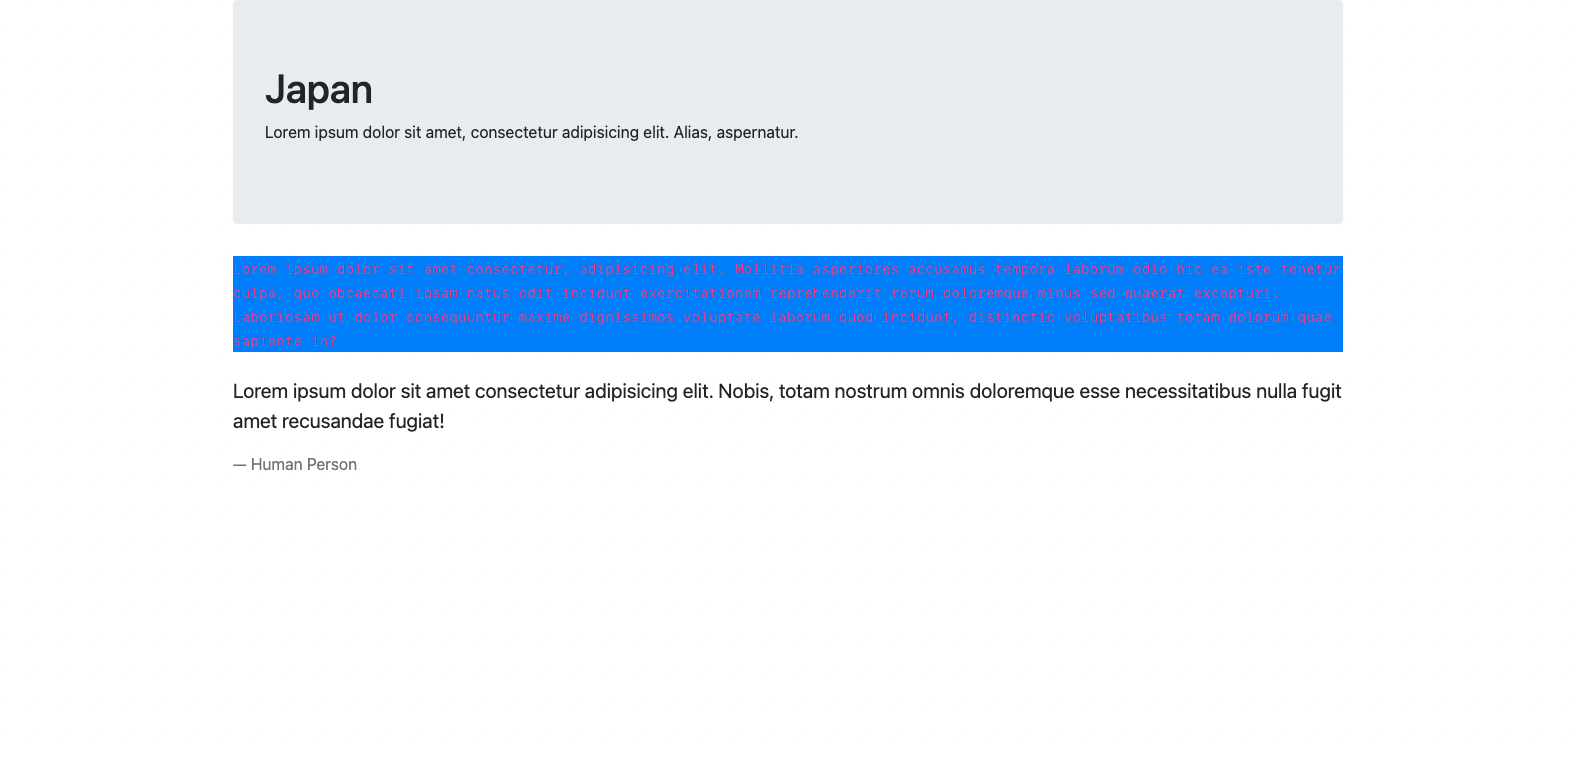 Japan
Lorem ipsum dolor sit amet, consectetur adipisicing elit. Alias, aspernatur.
Lorem ipsum dolor sit amet consectetur, adipisicing elit. Mollitia asperiores accusamus tempora laborum odio hic ea iste tenetur
culpa, quo obcaecati ipsam natus odit incidunt exercitationem reprehenderit rerum doloremque minus sed quaerat excepturi.
Laboriosam ut dolor consequuntur maxime dignissimos voluptate laborum quod incidunt, distinctio voluptatibus totam dolorum quae
sapiente in?
Lorem ipsum dolor sit amet consectetur adipisicing elit. Nobis, totam nostrum omnis doloremque esse necessitatibus nulla fugit
amet recusandae fugiat!
— Human Person